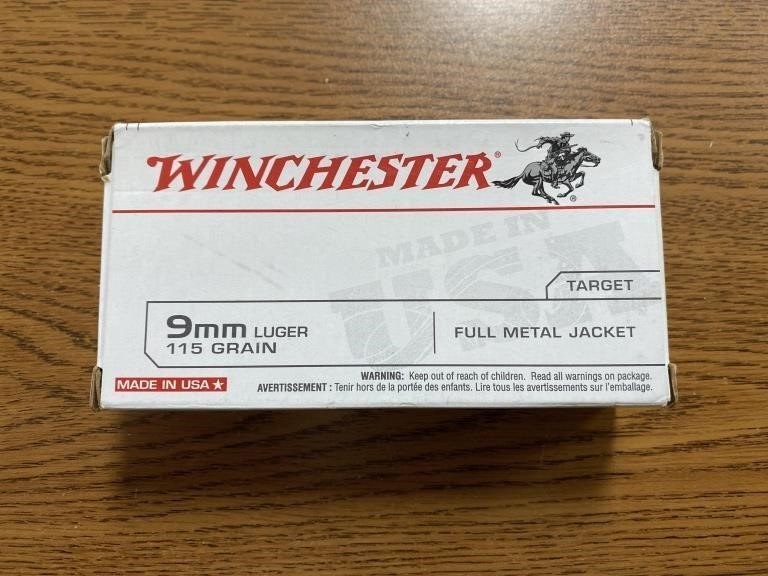 WINCHESTER®
®
MADE IN
USA
TARGET
9mm LUGER
115 GRAIN
FULL METAL JACKET
MADE IN USA ★
WARNING: Keep out of reach of children. Read all warnings on package.
AVERTISSEMENT : Tenir hors de la portée des enfants. Lire tous les avertissements sur l'emballage.